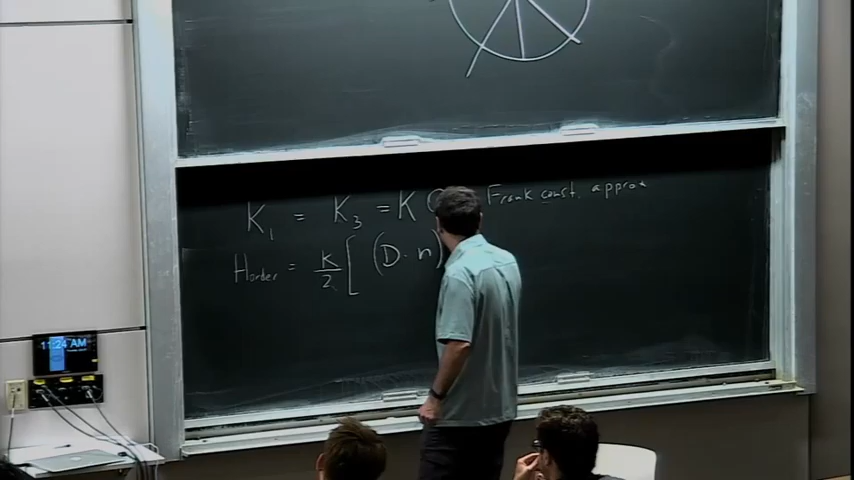 K₁ = K₃ = K Frank const. approx
Horder = K/2 [ (D · n)
11:24 AM